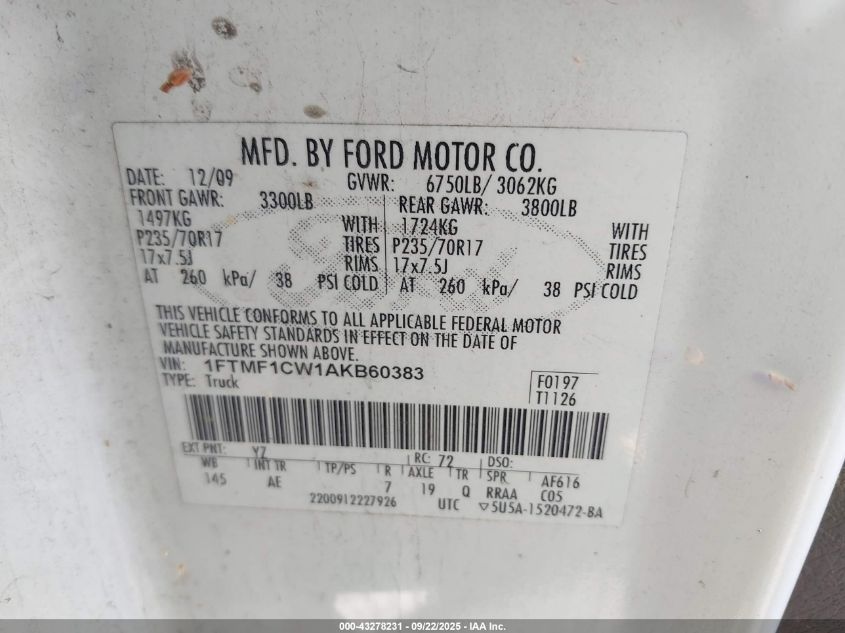 MFD. BY FORD MOTOR CO.
DATE: 12/09 GVWR: 6750LB/ 3062KG
FRONT GAWR: 3300LB REAR GAWR: 3800LB
1497KG WITH 1724KG WITH
P235/70R17 TIRES P235/70R17 TIRES
17x7.5J RIMS 17x7.5J RIMS
AT 260 kPa/ 38 PSI COLD AT 260 kPa/ 38 PSI COLD
THIS VEHICLE CONFORMS TO ALL APPLICABLE FEDERAL MOTOR
VEHICLE SAFETY STANDARDS IN EFFECT ON THE DATE OF
MANUFACTURE SHOWN ABOVE.
VIN: 1FTMF1CW1AKB60383 F0197
TYPE: Truck T1126
EXT PNT: YZ RC: 72 DSO:
WB INT TR TP/PS R AXLE TR SPR AF616
145 AE 7 19 Q RRAA C05
2200912227926 UTC ▽5U5A-1520472-BA
000-43278231 - 09/22/2025 - IAA Inc.